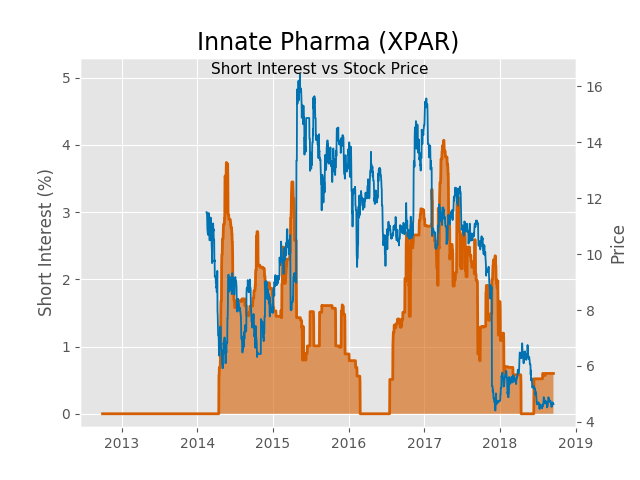 Innate Pharma (XPAR)
Short Interest vs Stock Price
Short Interest (%)
5
4
3
2
1
0
16
14
12
10
8
6
4
Price
2013 2014 2015 2016 2017 2018 2019